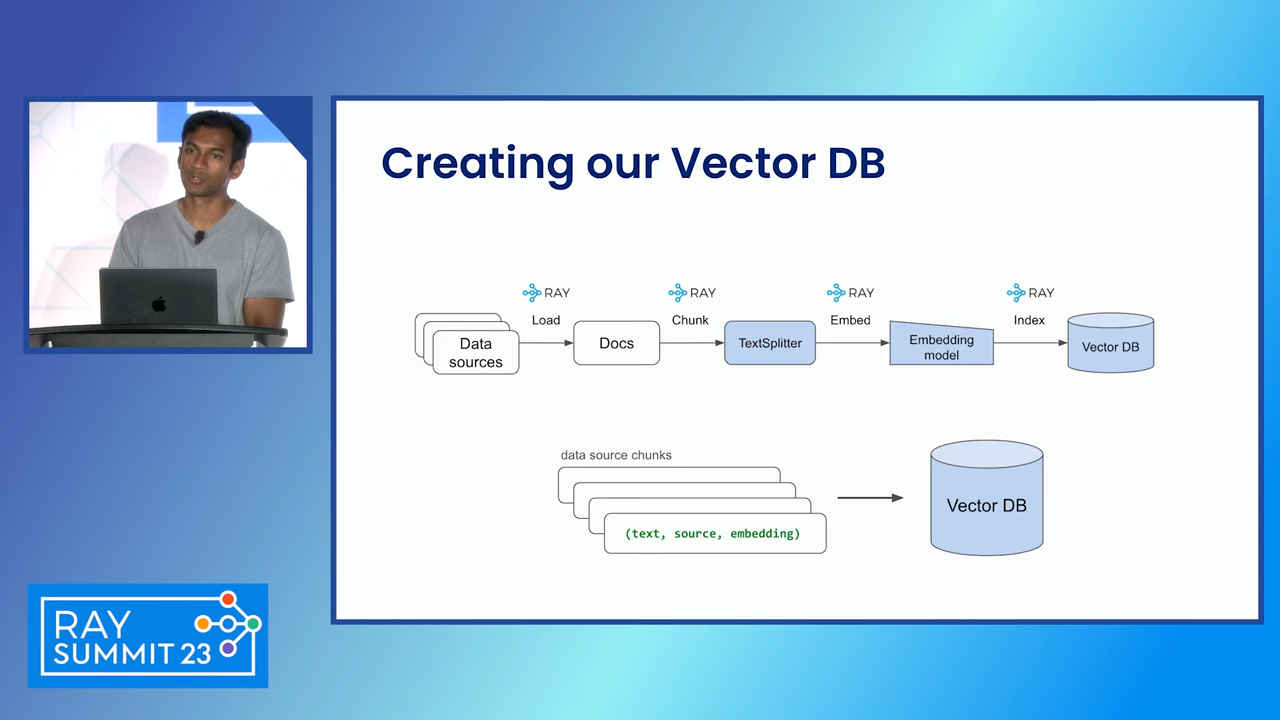 Creating our Vector DB
RAY
RAY
RAY
RAY
Load
Chunk
Embed
Index
Data
sources
Docs
TextSplitter
Embedding
model
Vector DB
data source chunks
(text, source, embedding)
Vector DB
RAY
SUMMIT 23